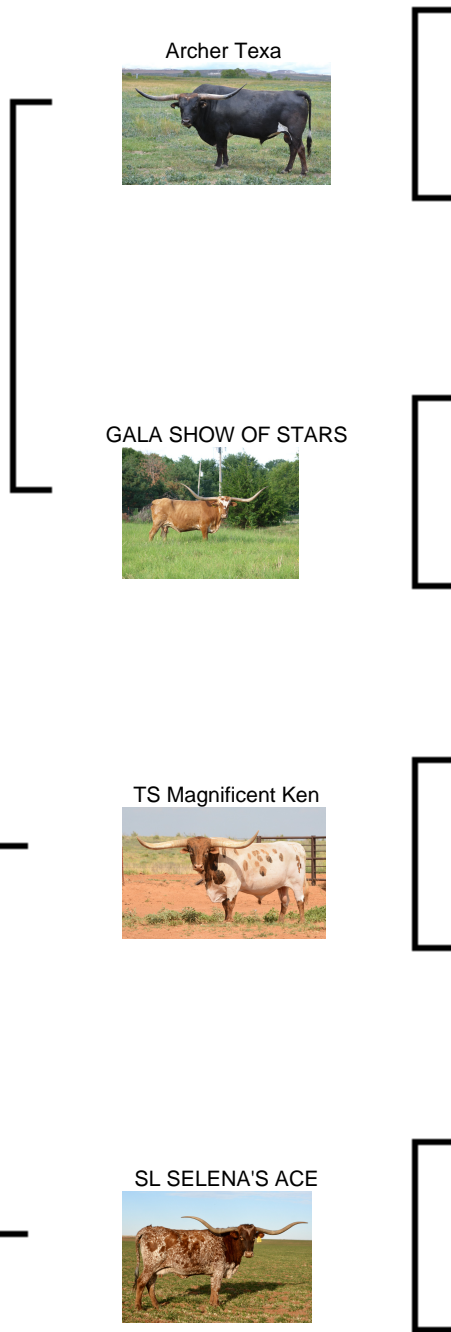 Archer Texa
GALA SHOW OF STARS
TS Magnificent Ken
SL SELENA'S ACE